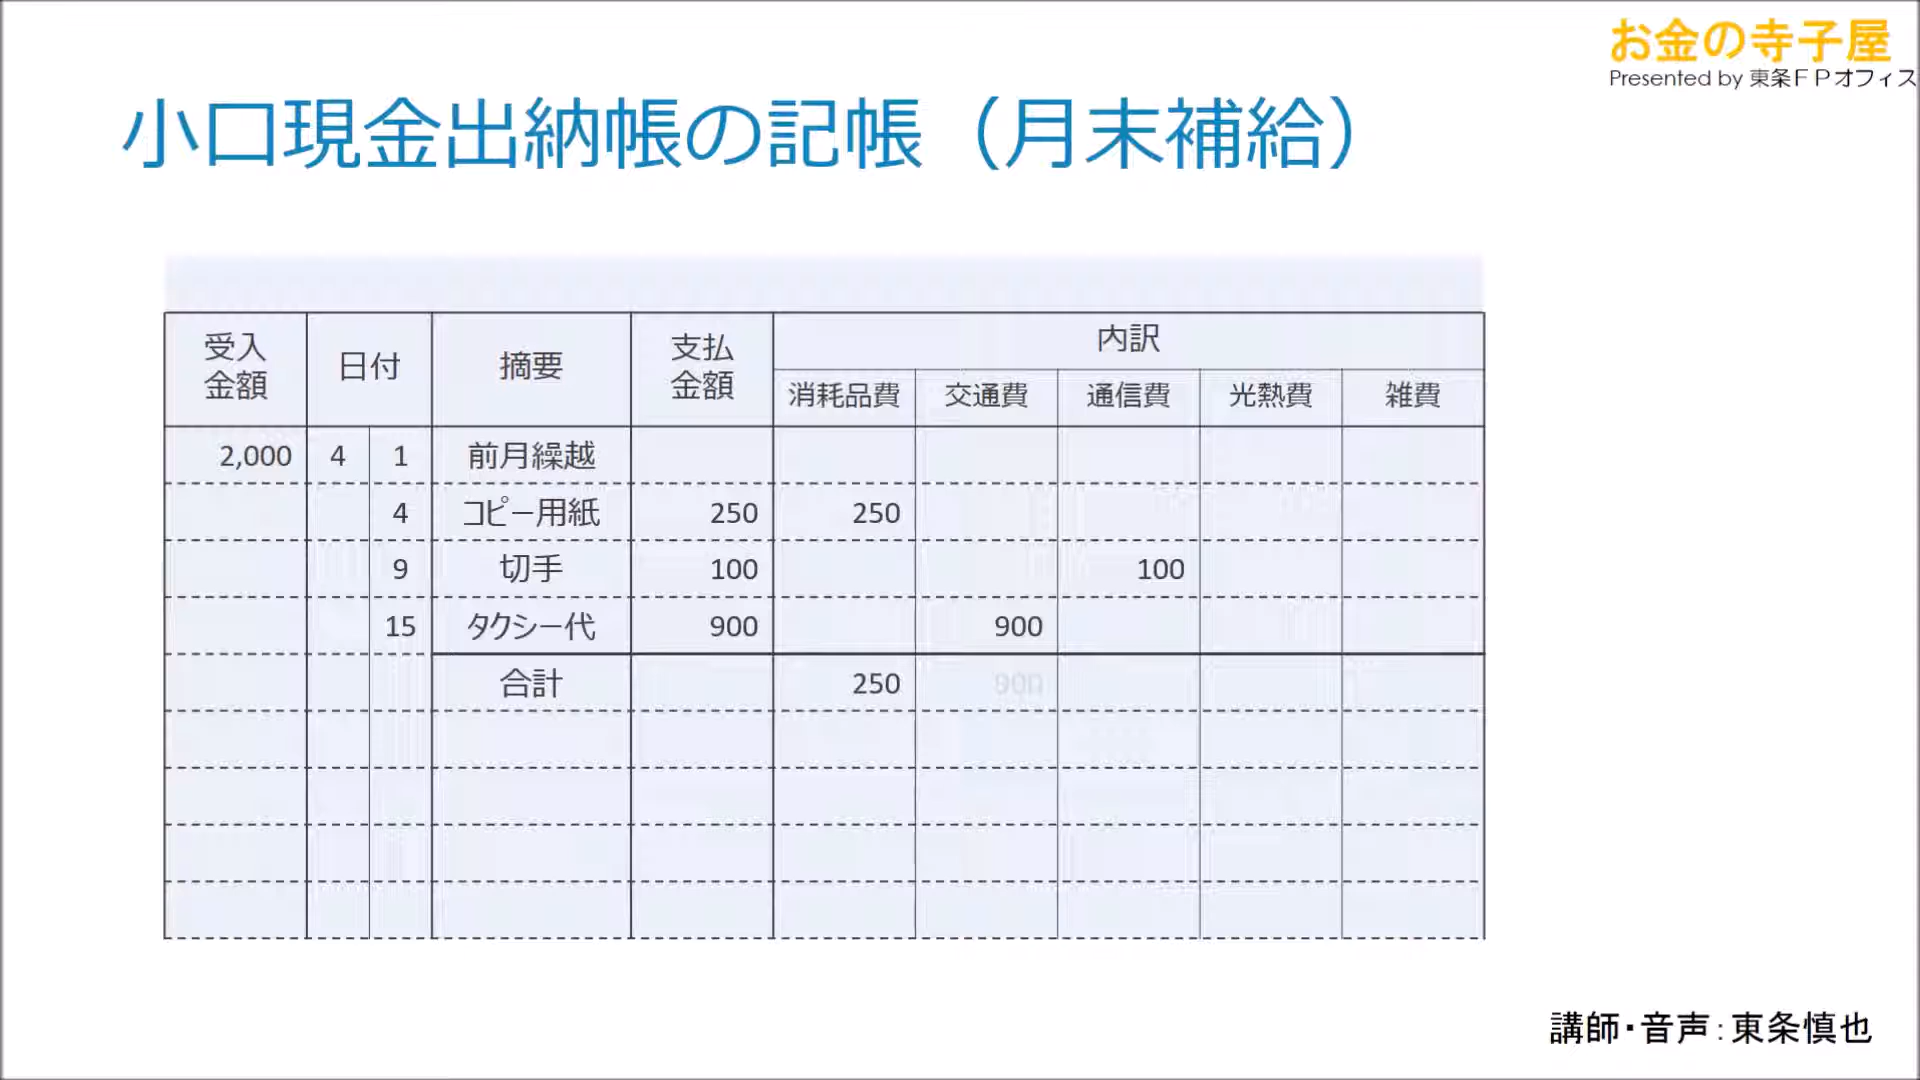 お金の寺子屋
Presented by 東条ＦＰオフィス
小口現金出納帳の記帳（月末補給）
受入金額 日付 摘要 支払金額 内訳
消耗品費 交通費 通信費 光熱費 雑費
2,000 4 1 前月繰越
4 コピー用紙 250 250
9 切手 100 100
15 タクシー代 900 900
合計 250 900
講師・音声：東条慎也